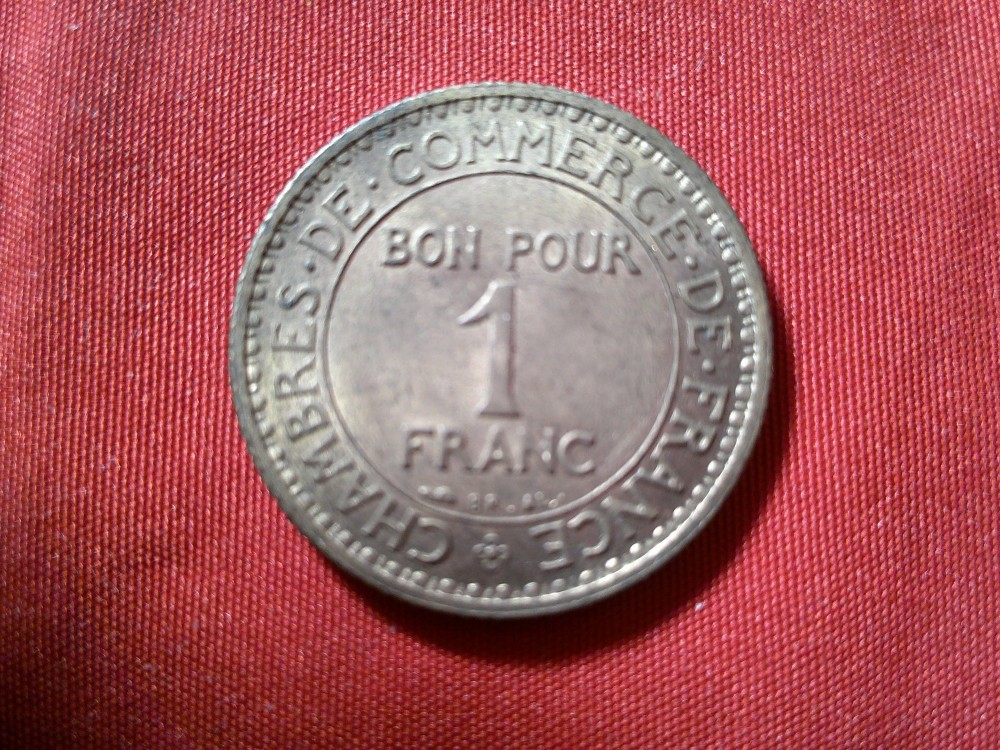 CHAMBRES · DE · COMMERCE · DE · FRANCE
BON POUR
1
FRANC